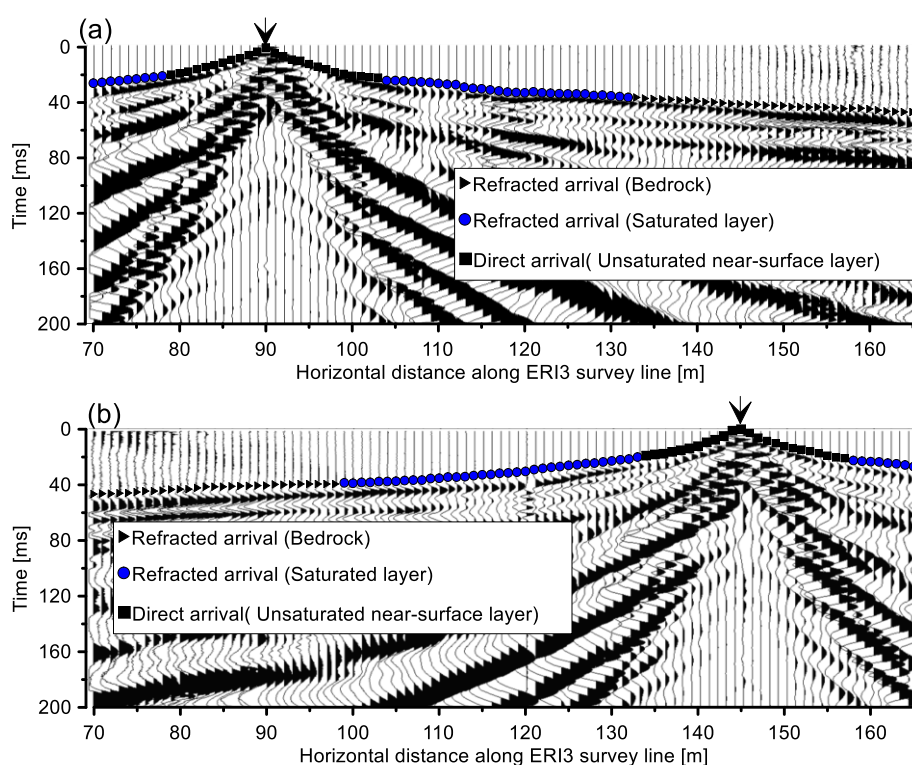 (a)
0
40
80
120
160
200
Time [ms]
Refracted arrival (Bedrock)
Refracted arrival (Saturated layer)
Direct arrival( Unsaturated near-surface layer)
70 80 90 100 110 120 130 140 150 160
Horizontal distance along ERI3 survey line [m]
(b)
0
40
80
120
160
200
Time [ms]
Refracted arrival (Bedrock)
Refracted arrival (Saturated layer)
Direct arrival( Unsaturated near-surface layer)
70 80 90 100 110 120 130 140 150 160
Horizontal distance along ERI3 survey line [m]